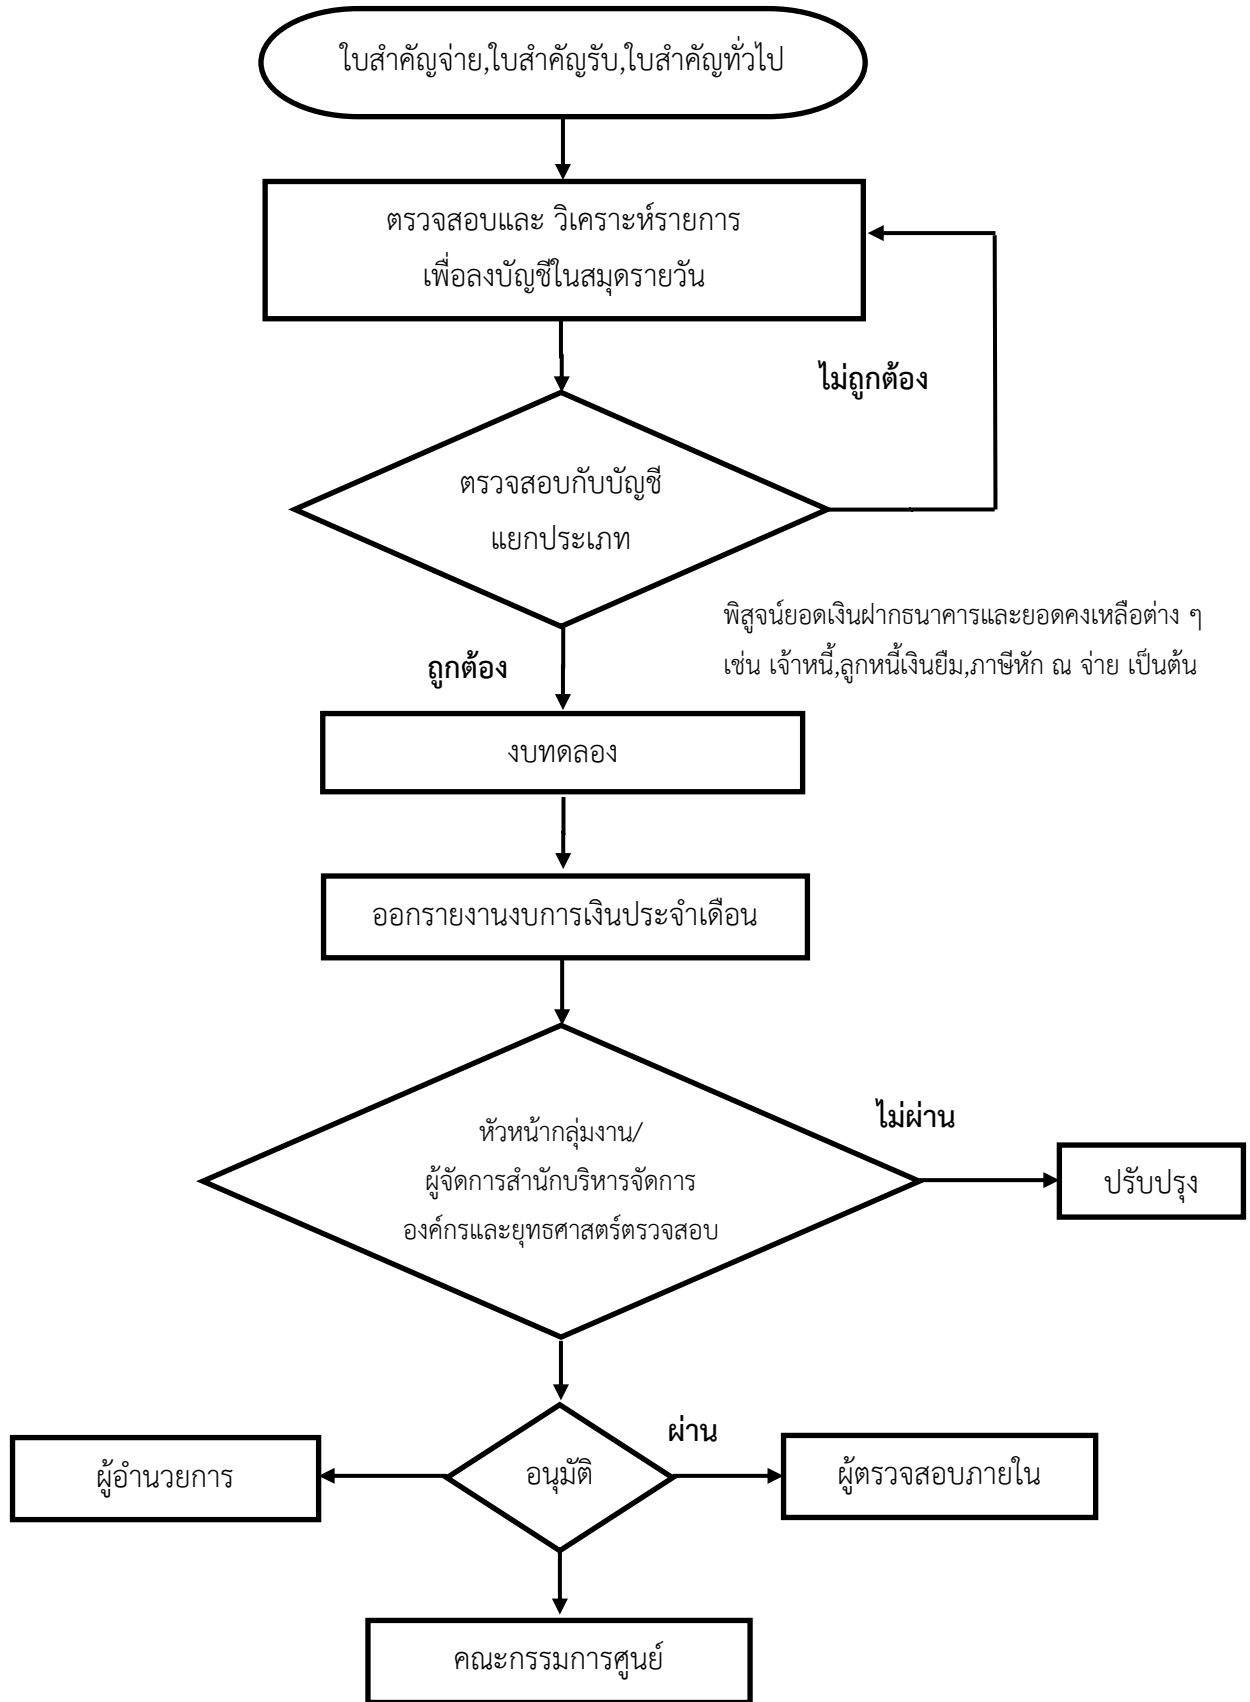 ใบสำคัญจ่าย,ใบสำคัญรับ,ใบสำคัญทั่วไป
ตรวจสอบและ วิเคราะห์รายการ
เพื่อลงบัญชีในสมุดรายวัน
ไม่ถูกต้อง
ตรวจสอบกับบัญชี
แยกประเภท
พิสูจน์ยอดเงินฝากธนาคารและยอดคงเหลือต่าง ๆ
เช่น เจ้าหนี้,ลูกหนี้เงินยืม,ภาษีหัก ณ จ่าย เป็นต้น
ถูกต้อง
งบทดลอง
ออกรายงานงบการเงินประจำเดือน
ไม่ผ่าน
หัวหน้ากลุ่มงาน/
ผู้จัดการสำนักบริหารจัดการ
องค์กรและยุทธศาสตร์ตรวจสอบ
ปรับปรุง
ผ่าน
ผู้อำนวยการ
อนุมัติ
ผู้ตรวจสอบภายใน
คณะกรรมการศูนย์